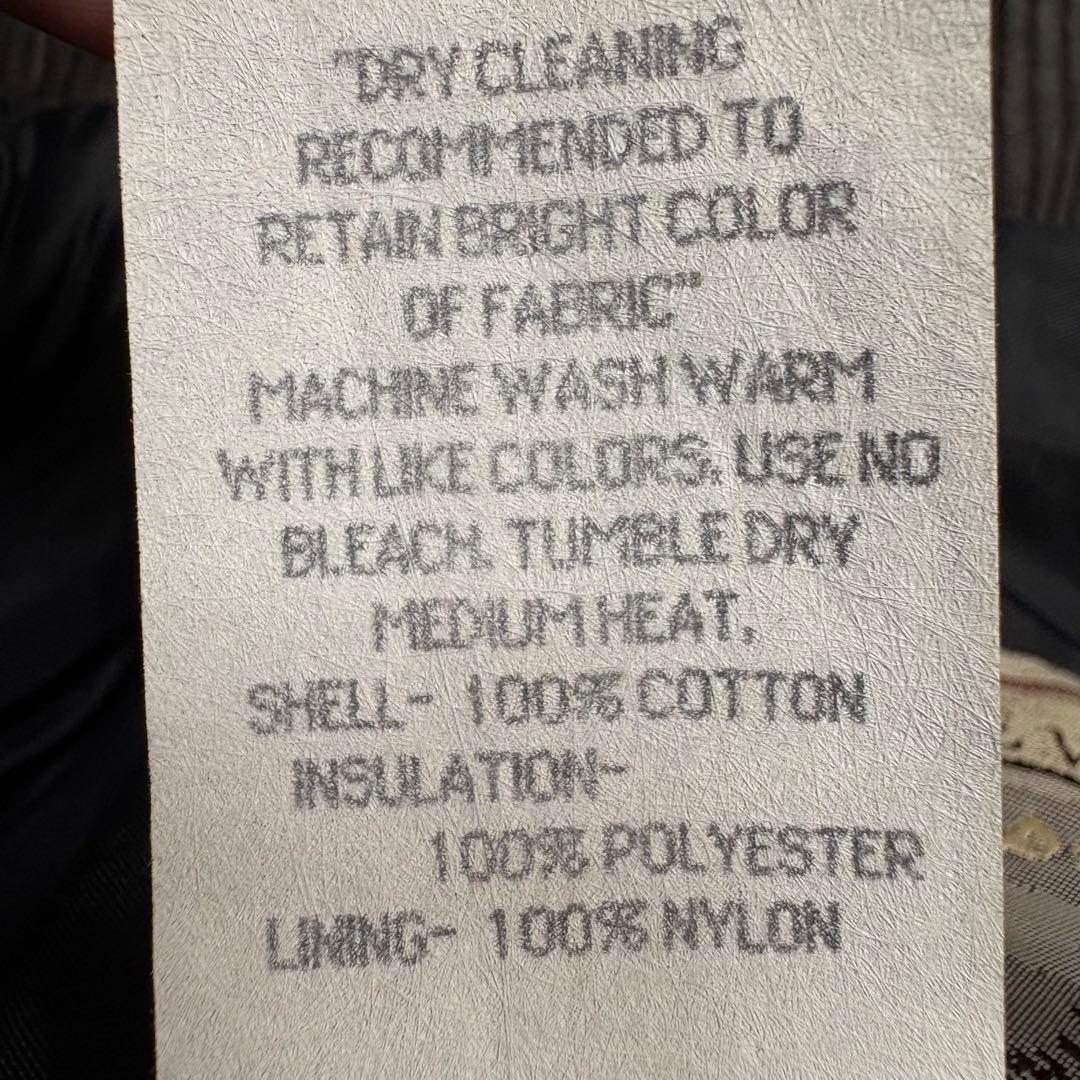 "DRY CLEANING
RECOMMENDED TO
RETAIN BRIGHT COLOR
OF FABRIC"
MACHINE WASH WARM
WITH LIKE COLORS. USE NO
BLEACH. TUMBLE DRY
MEDIUM HEAT.
SHELL- 100% COTTON
INSULATION-
100% POLYESTER
LINING- 100% NYLON